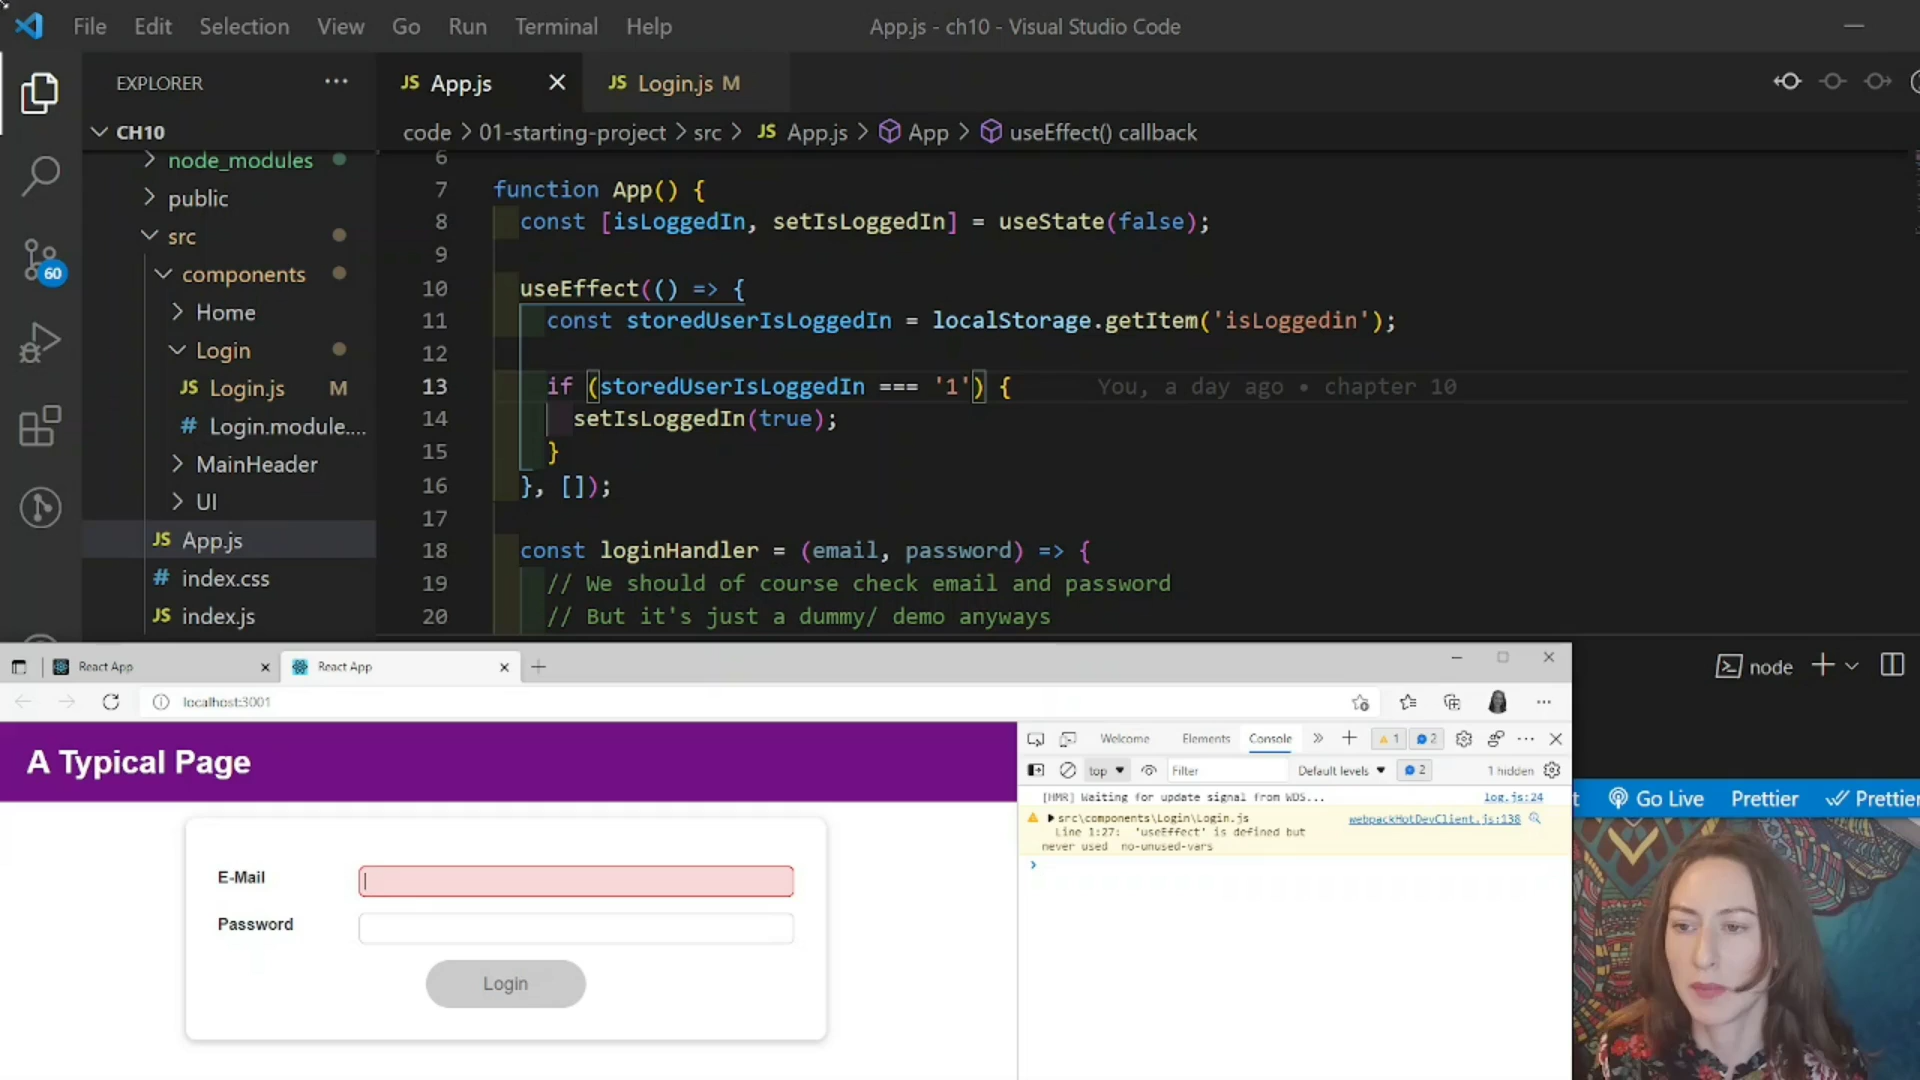 File Edit Selection View Go Run Terminal Help App.js - ch10 - Visual Studio Code
EXPLORER ··· JS App.js JS Login.js M
CH10 code > 01-starting-project > src > JS App.js > App > useEffect() callback
node_modules
public
src
components
Home
Login
JS Login.js M
# Login.module....
MainHeader
UI
JS App.js
# index.css
JS index.js
60
6
7 function App() {
8 const [isLoggedIn, setIsLoggedIn] = useState(false);
9
10 useEffect(() => {
11 const storedUserIsLoggedIn = localStorage.getItem('isLoggedin');
12
13 if (storedUserIsLoggedIn === '1') { You, a day ago • chapter 10
14 setIsLoggedIn(true);
15 }
16 }, []);
17
18 const loginHandler = (email, password) => {
19 // We should of course check email and password
20 // But it's just a dummy/ demo anyways
React App React App
localhost:3001
A Typical Page
E-Mail
Password
Login
Welcome Elements Console 1 2
top Filter Default levels 2 1 hidden
[HMR] Waiting for update signal from WDS... log.js:24
src\components\Login\Login.js webpackHotDevClient.js:138
Line 1:27: 'useEffect' is defined but
never used no-unused-vars
node
Go Live Prettier Prettier